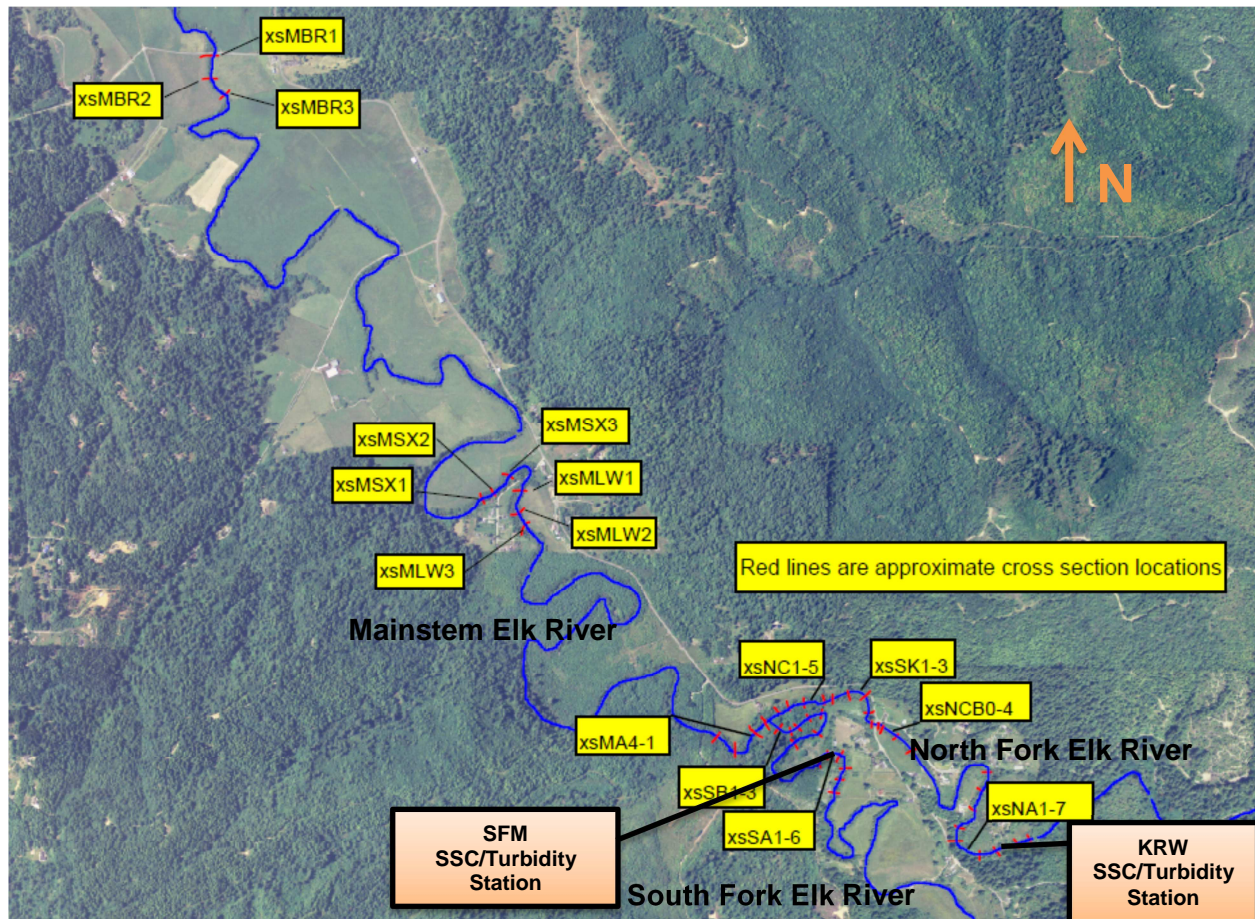 xsMBR1
xsMBR2
xsMBR3
N
xsMSX3
xsMSX2
xsMSX1
xsMLW1
xsMLW2
xsMLW3
Red lines are approximate cross section locations
Mainstem Elk River
xsNC1-5
xsSK1-3
xsNCB0-4
xsMA4-1
North Fork Elk River
xsSB1-3
xsNA1-7
xsSA1-6
SFM
SSC/Turbidity
Station
KRW
SSC/Turbidity
Station
South Fork Elk River